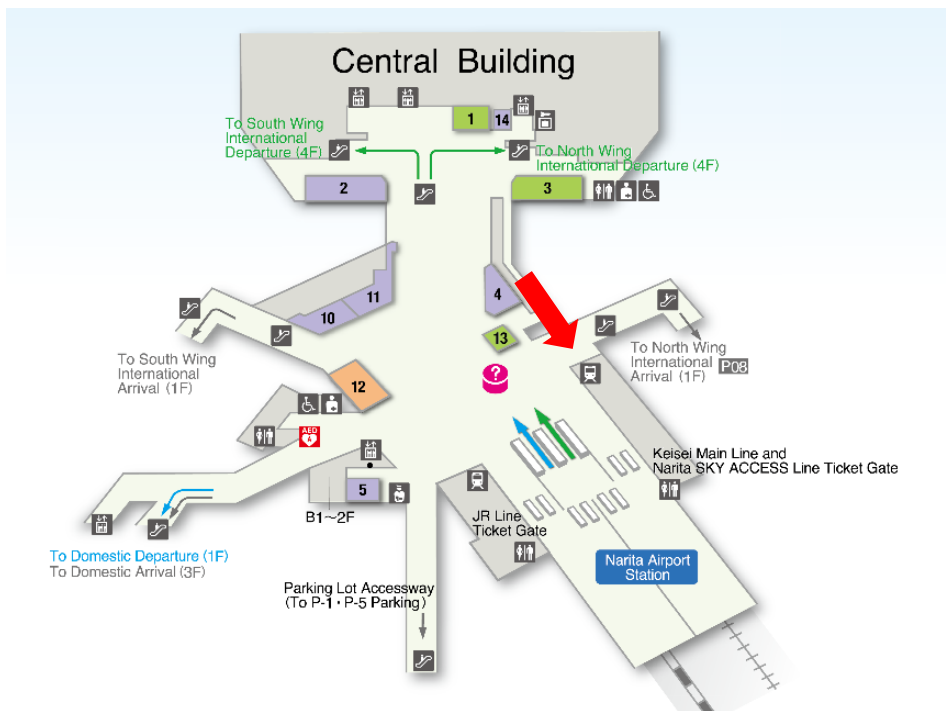 Central Building
1
14
To South Wing
International
Departure (4F)
To North Wing
International Departure (4F)
2
3
4
11
10
13
To South Wing
International
Arrival (1F)
To North Wing
International
Arrival (1F) P08
12
?
AED
5
B1～2F
Keisei Main Line and
Narita SKY ACCESS Line Ticket Gate
JR Line
Ticket Gate
To Domestic Departure (1F)
To Domestic Arrival (3F)
Narita Airport
Station
Parking Lot Accessway
(To P-1・P-5 Parking)